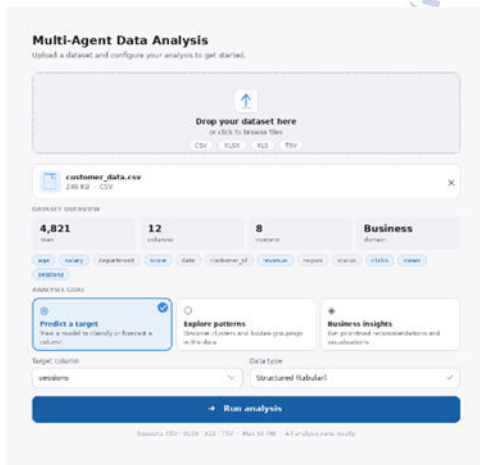 Multi-Agent Data Analysis
Upload a dataset and configure your analysis to get started.
Drop your dataset here
or click to browse files
CSV XLSX XLS TSV
customer_data.csv
248 KB · CSV
DATASET OVERVIEW
4,821 12 8 Business
rows columns numeric domain
age salary department score date customer_id revenue region status clicks views
sessions
ANALYSIS GOAL
Predict a target Explore patterns Business insights
Train a model to classify or forecast a Discover clusters and hidden groupings Get prioritised recommendations and
column in the data visualisations
Target column Data type
sessions Structured (tabular)
→ Run analysis
Supports CSV · XLSX · XLS · TSV · Max 50 MB · All analysis runs locally